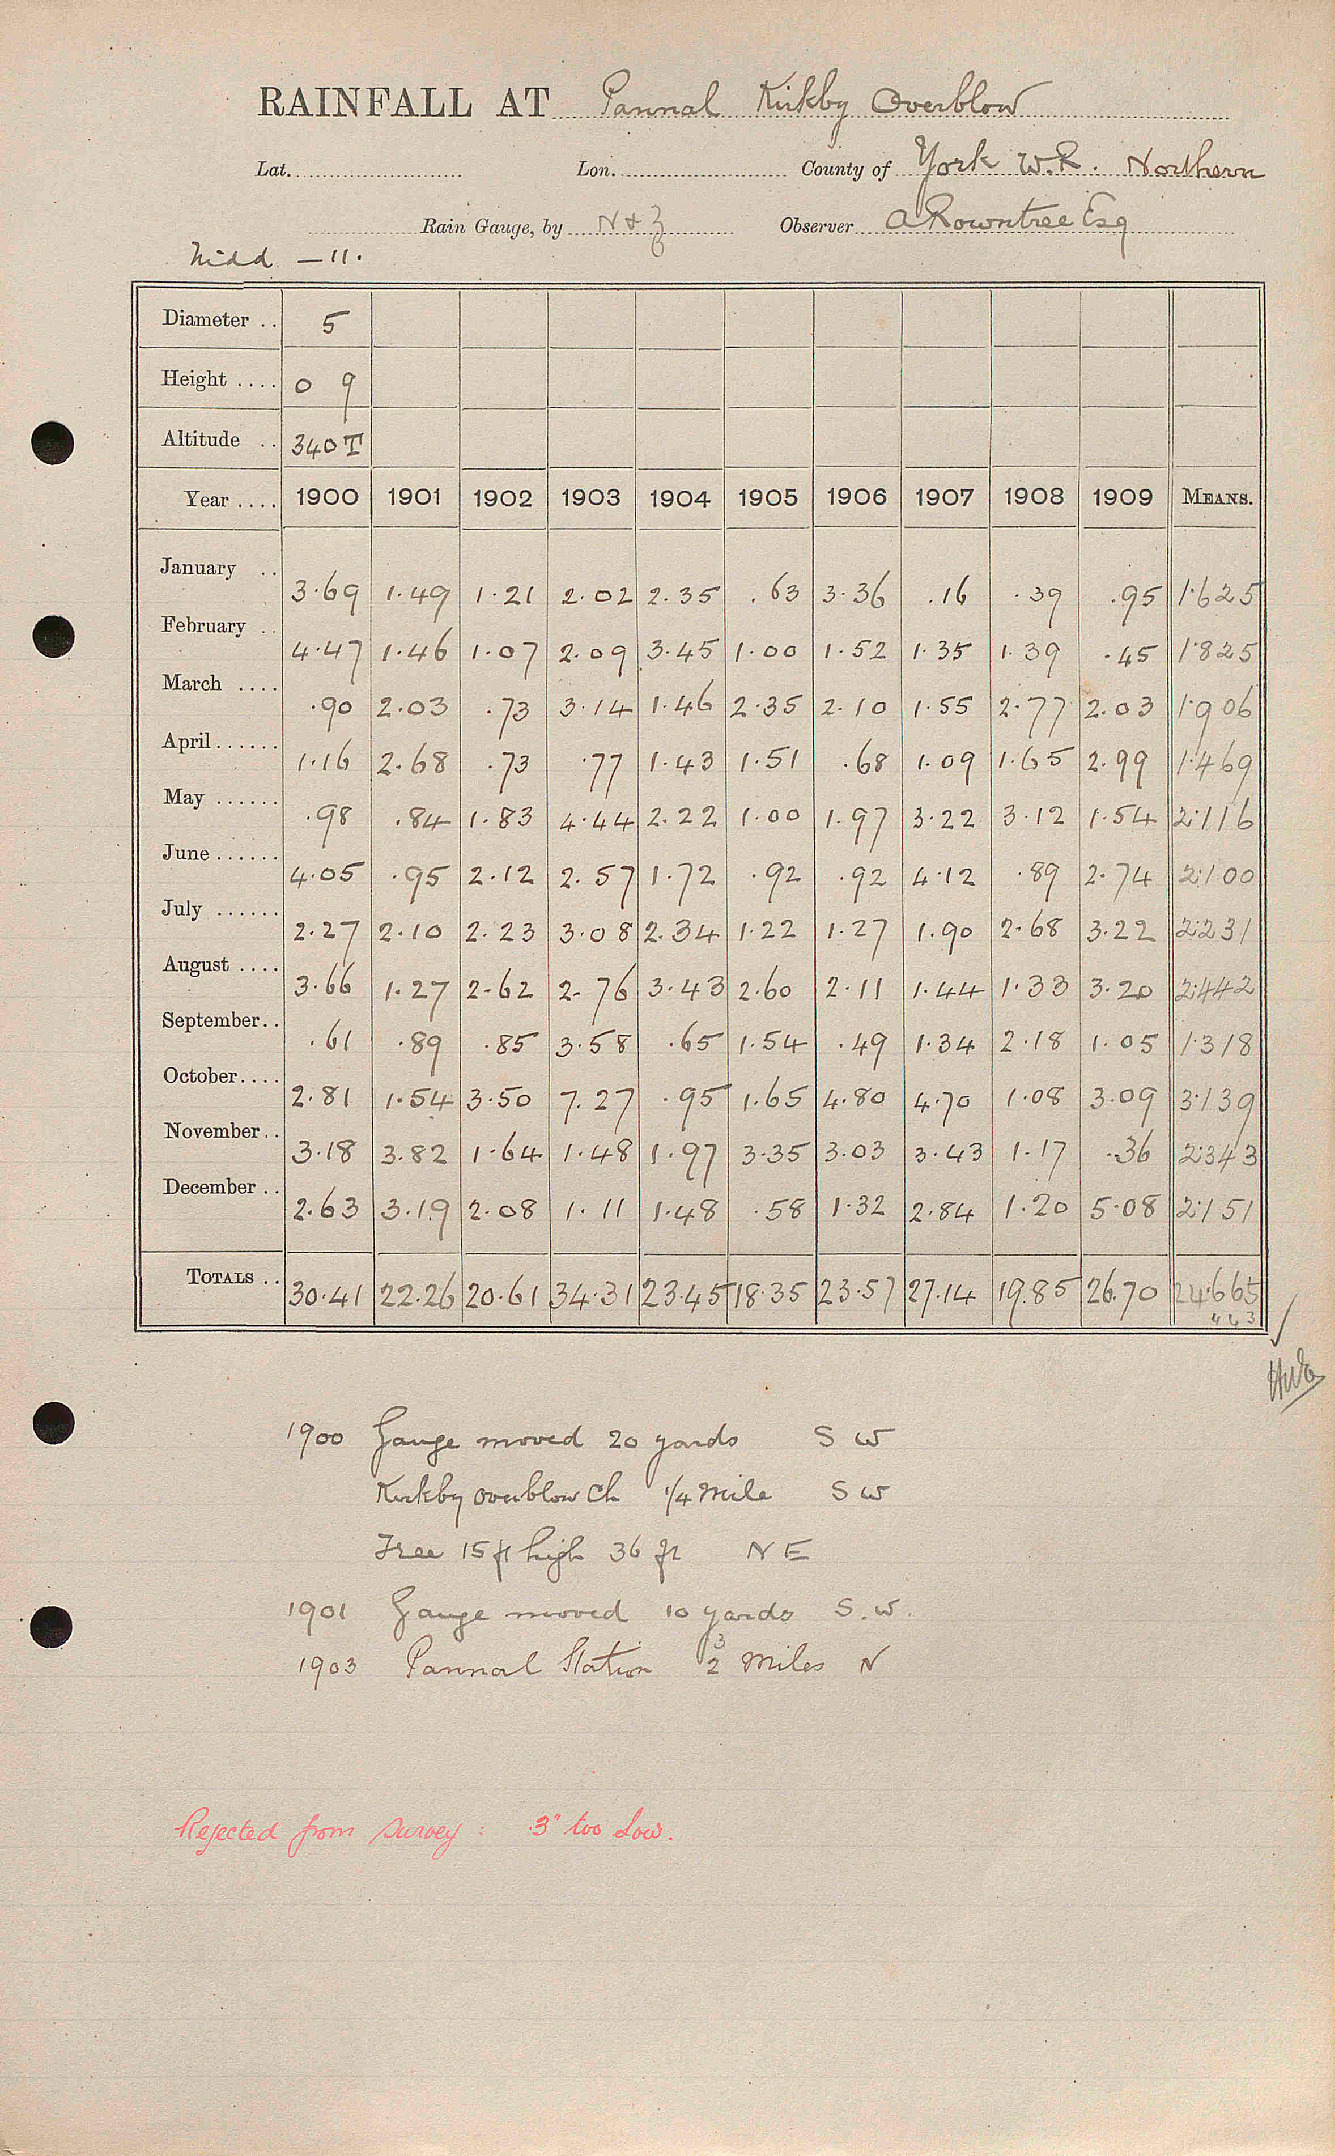 RAINFALL AT Pannal Kirkby Overblow
Lat. Lon. County of York W.R. Northern
Rain Gauge, by N & Z Observer A Rowntree Esq
Nidd — 11.
Diameter .. 5
Height .... 0 9
Altitude .. 340 T
Year .... 1900 1901 1902 1903 1904 1905 1906 1907 1908 1909 MEANS.
January .. 3.69 1.49 1.21 2.02 2.35 .63 3.36 .16 .39 .95 1.625
February .. 4.47 1.46 1.07 2.09 3.45 1.00 1.52 1.35 1.39 .45 1.825
March .... .90 2.03 .73 3.14 1.46 2.35 2.10 1.55 2.77 2.03 1.906
April...... 1.16 2.68 .73 .77 1.43 1.51 .68 1.09 1.65 2.99 1.469
May ...... .98 .84 1.83 4.44 2.22 1.00 1.97 3.22 3.12 1.54 2.116
June...... 4.05 .95 2.12 2.57 1.72 .92 .92 4.12 .89 2.74 2.100
July ...... 2.27 2.10 2.23 3.08 2.34 1.22 1.27 1.90 2.68 3.22 2.231
August .... 3.66 1.27 2.62 2.76 3.43 2.60 2.11 1.44 1.33 3.20 2.442
September.. .61 .89 .85 3.58 .65 1.54 .49 1.34 2.18 1.05 1.318
October.... 2.81 1.54 3.50 7.27 .95 1.65 4.80 4.70 1.08 3.09 3.139
November.. 3.18 3.82 1.64 1.48 1.97 3.35 3.03 3.43 1.17 .36 2.343
December .. 2.63 3.19 2.08 1.11 1.48 .58 1.32 2.84 1.20 5.08 2.151
TOTALS .. 30.41 22.26 20.61 34.31 23.45 18.35 23.57 27.14 19.85 26.70 24.665
1900 Gauge moved 20 yards S W
Kirkby Overblow Ch 1/4 Mile S W
Tree 15 ft high 36 ft N E
1901 Gauge moved 10 yards S.W.
1903 Pannal Station 2 Miles N
Rejected from Survey : .3" too low.